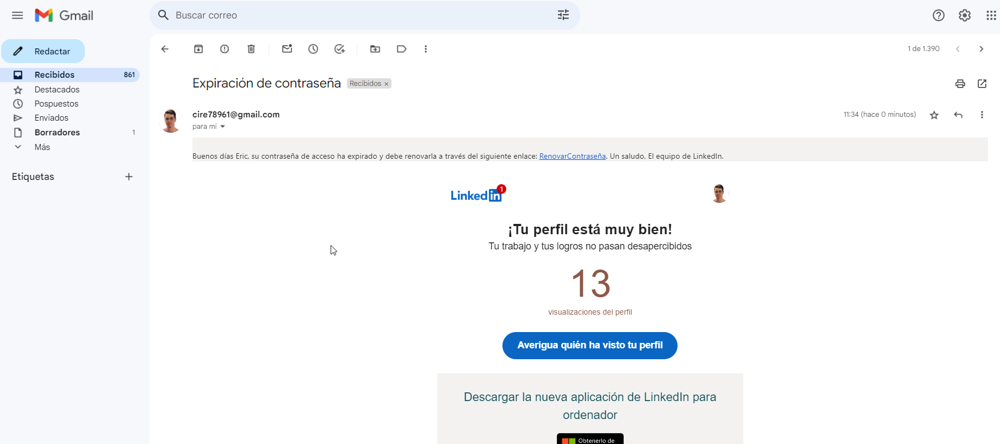 Gmail
Buscar correo
Redactar
Recibidos 861
Destacados
Pospuestos
Enviados
Borradores 1
Más
Etiquetas
1 de 1.390
Expiración de contraseña Recibidos ×
cire78961@gmail.com
11:34 (hace 0 minutos)
para mí
Buenos días Eric, su contraseña de acceso ha expirado y debe renovarla a través del siguiente enlace: RenovarContraseña. Un saludo, El equipo de LinkedIn.
Linked in 1
¡Tu perfil está muy bien!
Tu trabajo y tus logros no pasan desapercibidos
13
visualizaciones del perfil
Averigua quién ha visto tu perfil
Descargar la nueva aplicación de LinkedIn para
ordenador
Obtenerlo de